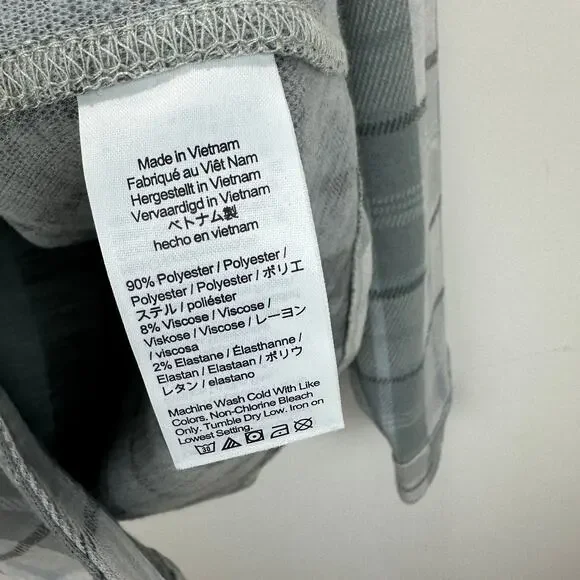 Made in Vietnam
Fabriqué au Viêt Nam
Hergestellt in Vietnam
Vervaardigd in Vietnam
ベトナム製
hecho en vietnam
90% Polyester / Polyester /
Polyester / Polyester / ポリエ
ステル / poliéster
8% Viscose / Viscose /
Viskose / Viscose / レーヨン
/ viscosa
2% Elastane / Élasthanne /
Elastan / Elastaan / ポリウ
レタン / elastano
Machine Wash Cold With Like
Colors. Non-Chlorine Bleach
Only. Tumble Dry Low. Iron on
Lowest Setting.
30